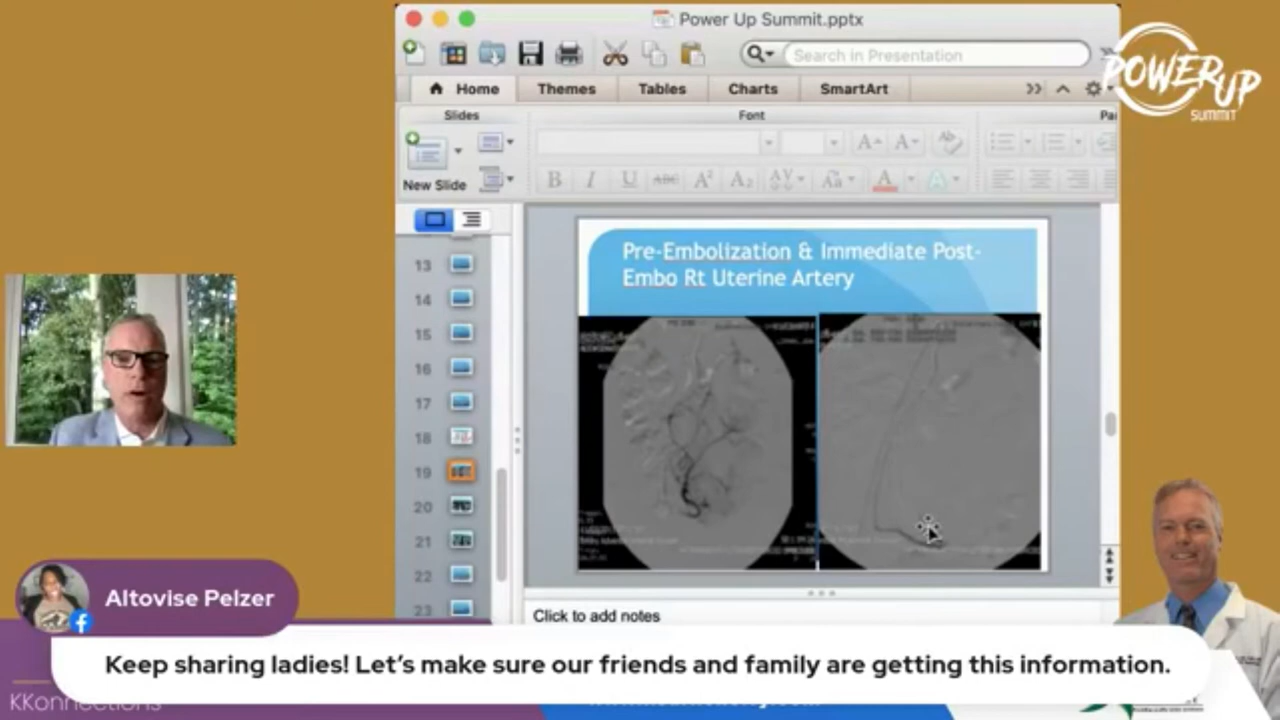 Power Up Summit.pptx
Search in Presentation
POWER UP
SUMMIT
Home
Themes
Tables
Charts
SmartArt
Slides
Font
New Slide
B I U ABC A² A₂
13
14
15
16
17
18
19
20
21
22
23
Pre-Embolization & Immediate Post-
Embo Rt Uterine Artery
Click to add notes
Altovise Pelzer
Keep sharing ladies! Let's make sure our friends and family are getting this information.
KKonnections